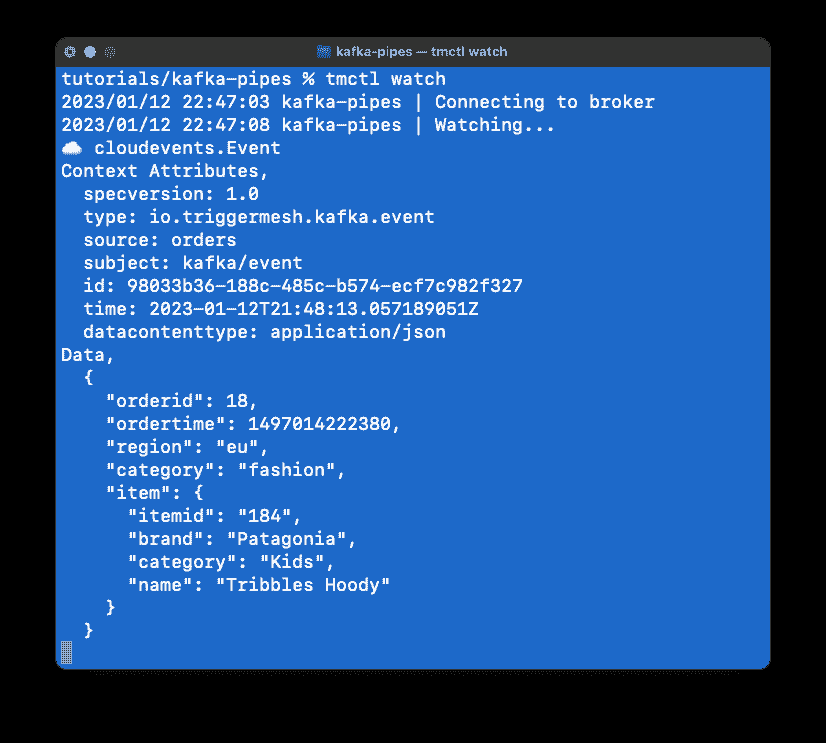 kafka-pipes — tmctl watch
tutorials/kafka-pipes % tmctl watch
2023/01/12 22:47:03 kafka-pipes | Connecting to broker
2023/01/12 22:47:08 kafka-pipes | Watching...
☁️ cloudevents.Event
Context Attributes,
  specversion: 1.0
  type: io.triggermesh.kafka.event
  source: orders
  subject: kafka/event
  id: 98033b36-188c-485c-b574-ecf7c982f327
  time: 2023-01-12T21:48:13.057189051Z
  datacontenttype: application/json
Data,
  {
    "orderid": 18,
    "ordertime": 1497014222380,
    "region": "eu",
    "category": "fashion",
    "item": {
      "itemid": "184",
      "brand": "Patagonia",
      "category": "Kids",
      "name": "Tribbles Hoody"
    }
  }